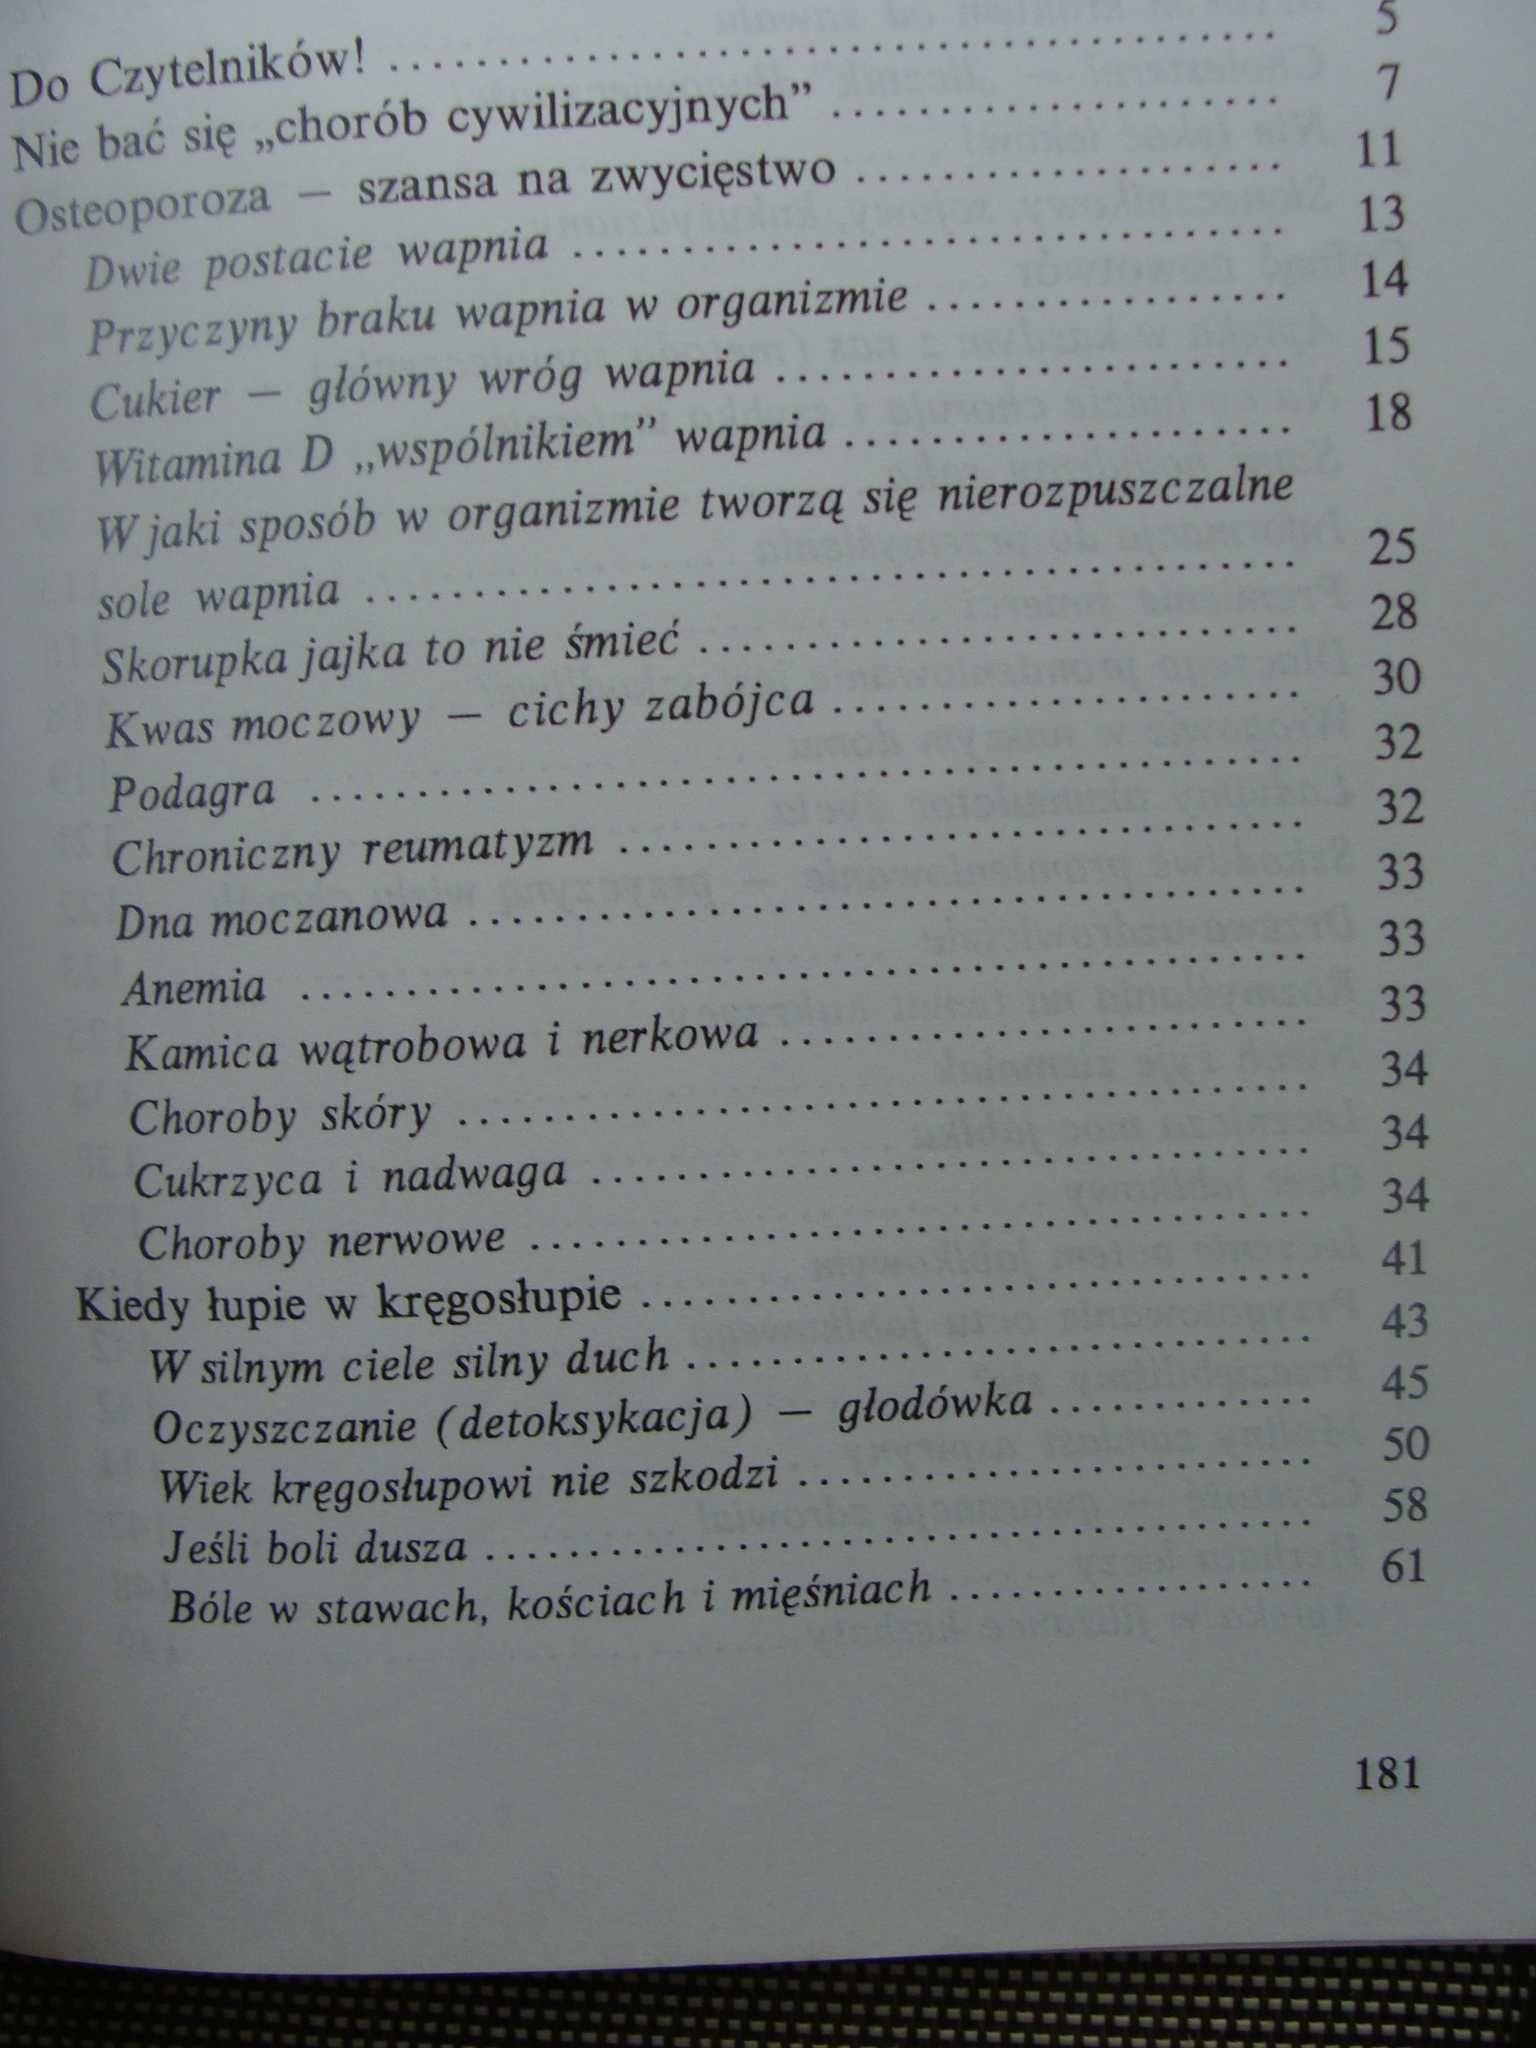 Do Czytelników! ........................................ 5
Nie bać się „chorób cywilizacyjnych” ........................ 7
Osteoporoza — szansa na zwycięstwo ...................... 11
Dwie postacie wapnia .................................. 13
Przyczyny braku wapnia w organizmie .................. 14
Cukier — główny wróg wapnia .......................... 15
Witamina D „wspólnikiem” wapnia ...................... 18
W jaki sposób w organizmie tworzą się nierozpuszczalne
sole wapnia ............................................ 25
Skorupka jajka to nie śmieć ............................ 28
Kwas moczowy — cichy zabójca ........................ 30
Podagra .............................................. 32
Chroniczny reumatyzm ................................ 32
Dna moczanowa ...................................... 33
Anemia .............................................. 33
Kamica wątrobowa i nerkowa .......................... 33
Choroby skóry ........................................ 34
Cukrzyca i nadwaga .................................. 34
Choroby nerwowe .................................... 34
Kiedy łupie w kręgosłupie ................................ 41
W silnym ciele silny duch .............................. 43
Oczyszczanie (detoksykacja) — głodówka .............. 45
Wiek kręgosłupowi nie szkodzi ........................ 50
Jeśli boli dusza ........................................ 58
Bóle w stawach, kościach i mięśniach .................. 61
181